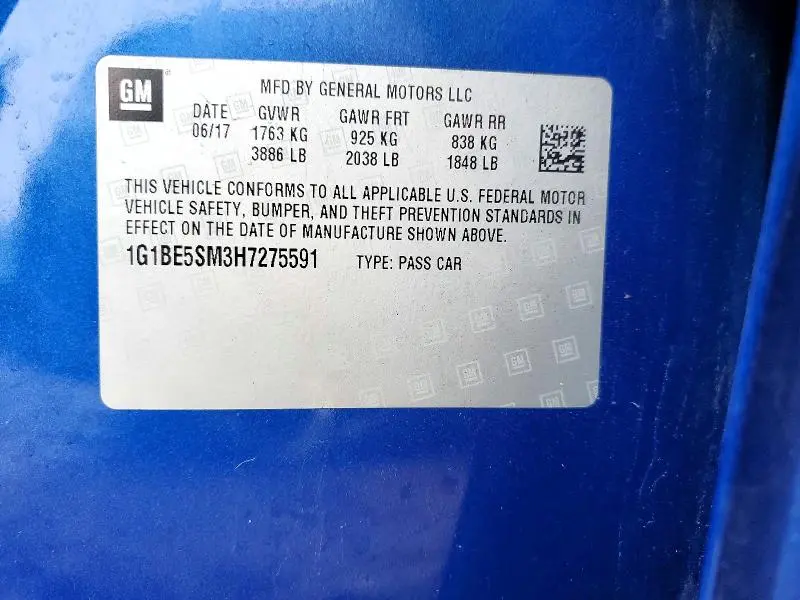 GM
MFD BY GENERAL MOTORS LLC
DATE GVWR GAWR FRT GAWR RR
06/17 1763 KG 925 KG 838 KG
3886 LB 2038 LB 1848 LB
THIS VEHICLE CONFORMS TO ALL APPLICABLE U.S. FEDERAL MOTOR
VEHICLE SAFETY, BUMPER, AND THEFT PREVENTION STANDARDS IN
EFFECT ON THE DATE OF MANUFACTURE SHOWN ABOVE.
1G1BE5SM3H7275591 TYPE: PASS CAR